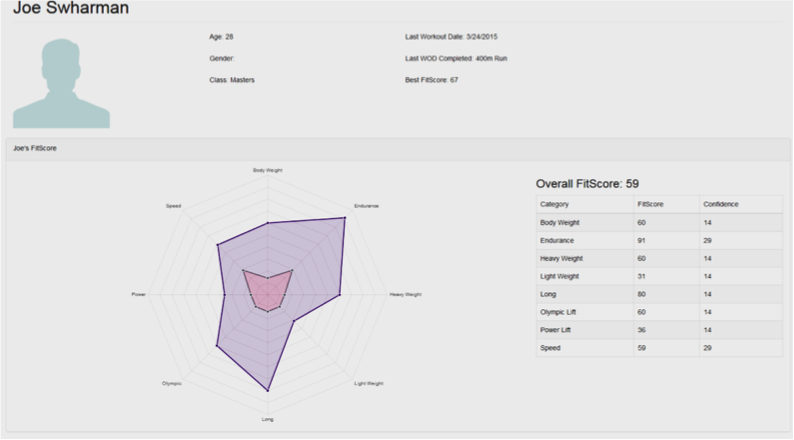 Joe Swharman
Age: 28
Last Workout Date: 3/24/2015
Gender:
Last WOD Completed: 400m Run
Class: Masters
Best FitScore: 67
Joe's FitScore
Body Weight
Speed
Endurance
Power
Heavy Weight
Olympic
Light Weight
Long
Overall FitScore: 59
Category FitScore Confidence
Body Weight 60 14
Endurance 91 29
Heavy Weight 60 14
Light Weight 31 14
Long 80 14
Olympic Lift 60 14
Power Lift 36 14
Speed 59 29